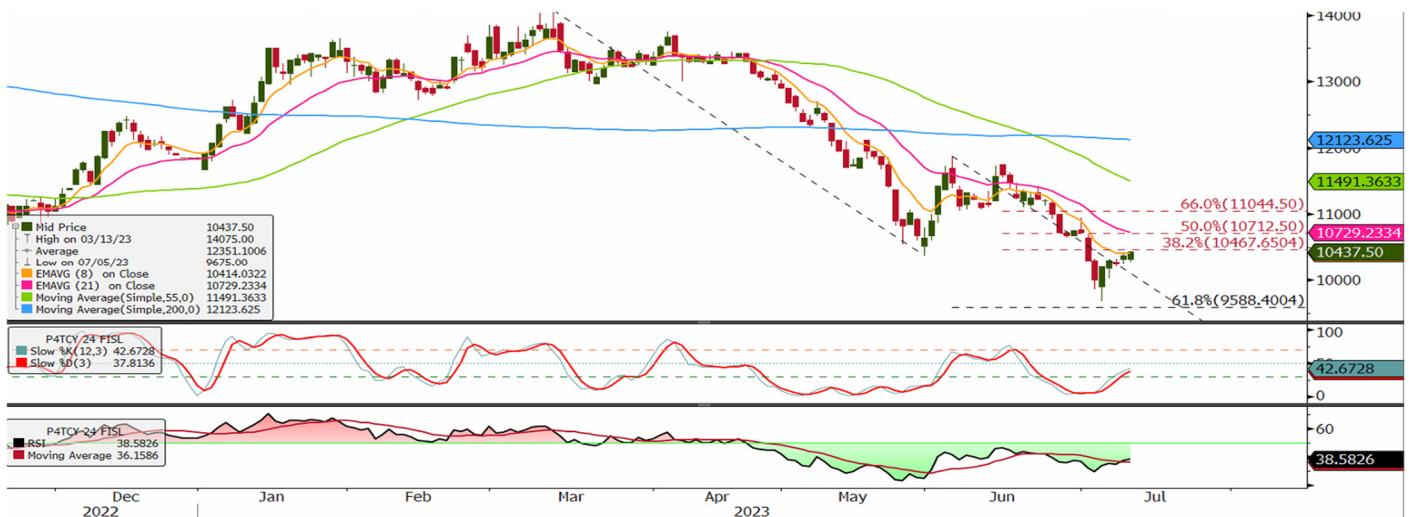 14000
13000
12123.625
12000
11491.3633
66.0%(11044.50)
11000
50.0%(10712.50)
10729.2334
38.2%(10467.6504)
10437.50
10000
61.8%(9588.4004)
Mid Price 10437.50
High on 03/13/23 14075.00
Average 12351.1006
Low on 07/05/23 9675.00
EMAVG (8) on Close 10414.0322
EMAVG (21) on Close 10729.2334
Moving Average(Simple,55,0) 11491.3633
Moving Average(Simple,200,0) 12123.625
P4TCY 24 FISL
Slow %K(12,3) 42.6728
Slow %D(3) 37.8136
100
50
42.6728
0
P4TCY 24 FISL
RSI 38.5826
Moving Average 36.1586
60
38.5826
Dec Jan Feb Mar Apr May Jun Jul
2022 2023